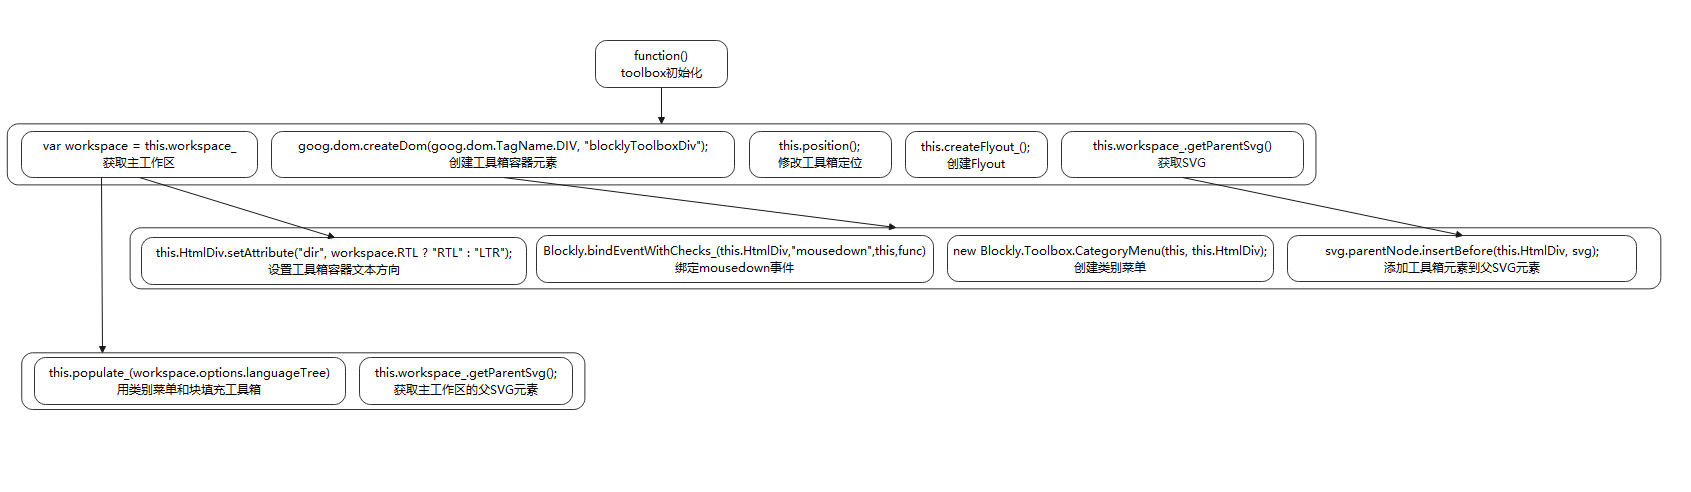 function()
toolbox初始化
var workspace = this.workspace_
获取主工作区
goog.dom.createDom(goog.dom.TagName.DIV, "blocklyToolboxDiv");
创建工具箱容器元素
this.position();
修改工具箱定位
this.createFlyout_();
创建Flyout
this.workspace_.getParentSvg()
获取SVG
this.HtmlDiv.setAttribute("dir", workspace.RTL ? "RTL" : "LTR");
设置工具箱容器文本方向
Blockly.bindEventWithChecks_(this.HtmlDiv,"mousedown",this,func)
绑定mousedown事件
new Blockly.Toolbox.CategoryMenu(this, this.HtmlDiv);
创建类别菜单
svg.parentNode.insertBefore(this.HtmlDiv, svg);
添加工具箱元素到父SVG元素
this.populate_(workspace.options.languageTree)
用类别菜单和块填充工具箱
this.workspace_.getParentSvg();
获取主工作区的父SVG元素